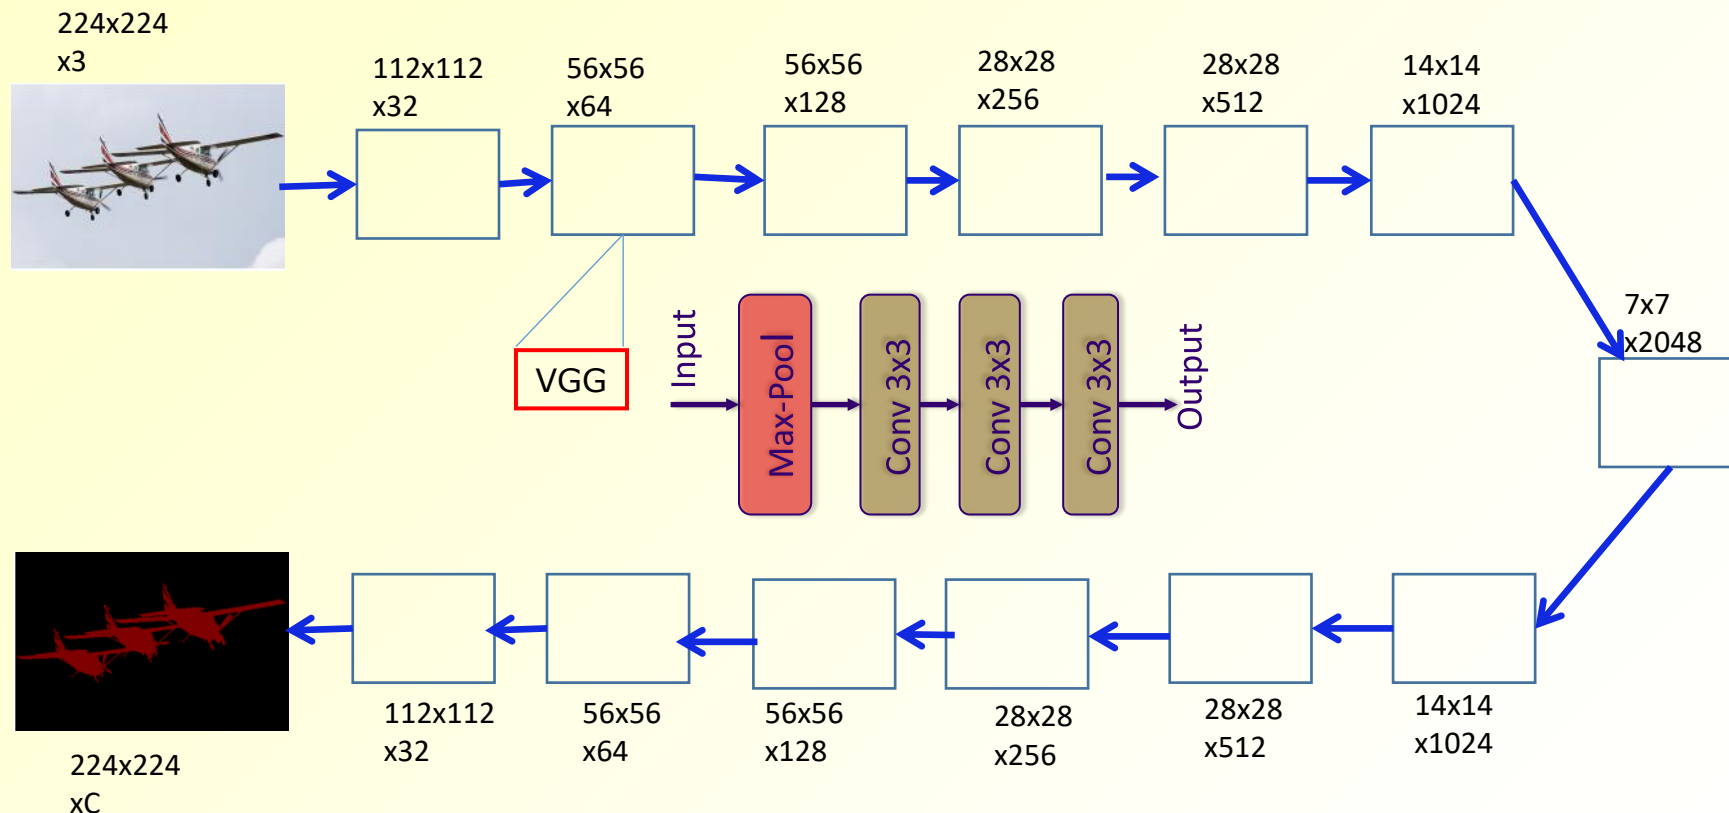 224x224
x3
112x112
x32
56x56
x64
56x56
x128
28x28
x256
28x28
x512
14x14
x1024
7x7
x2048
VGG
Input
Max-Pool
Conv 3x3
Conv 3x3
Conv 3x3
Output
224x224
xC
112x112
x32
56x56
x64
56x56
x128
28x28
x256
28x28
x512
14x14
x1024